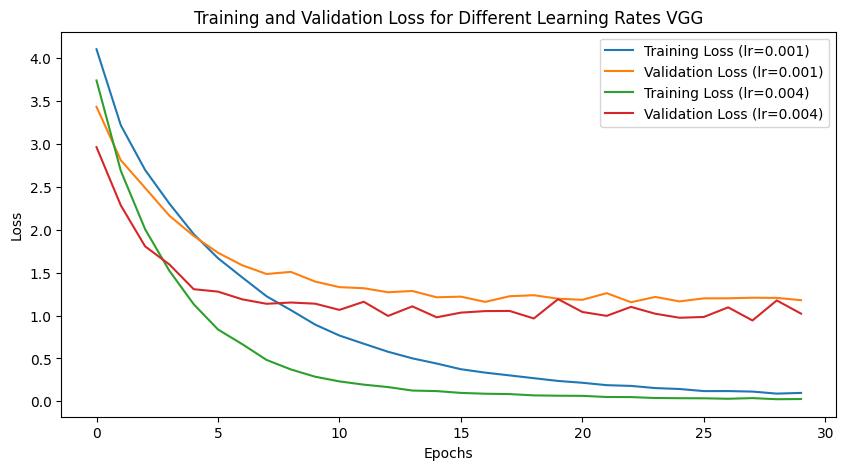 Training and Validation Loss for Different Learning Rates VGG
Training Loss (lr=0.001)
Validation Loss (lr=0.001)
Training Loss (lr=0.004)
Validation Loss (lr=0.004)
Loss
4.0
3.5
3.0
2.5
2.0
1.5
1.0
0.5
0.0
0 5 10 15 20 25 30
Epochs